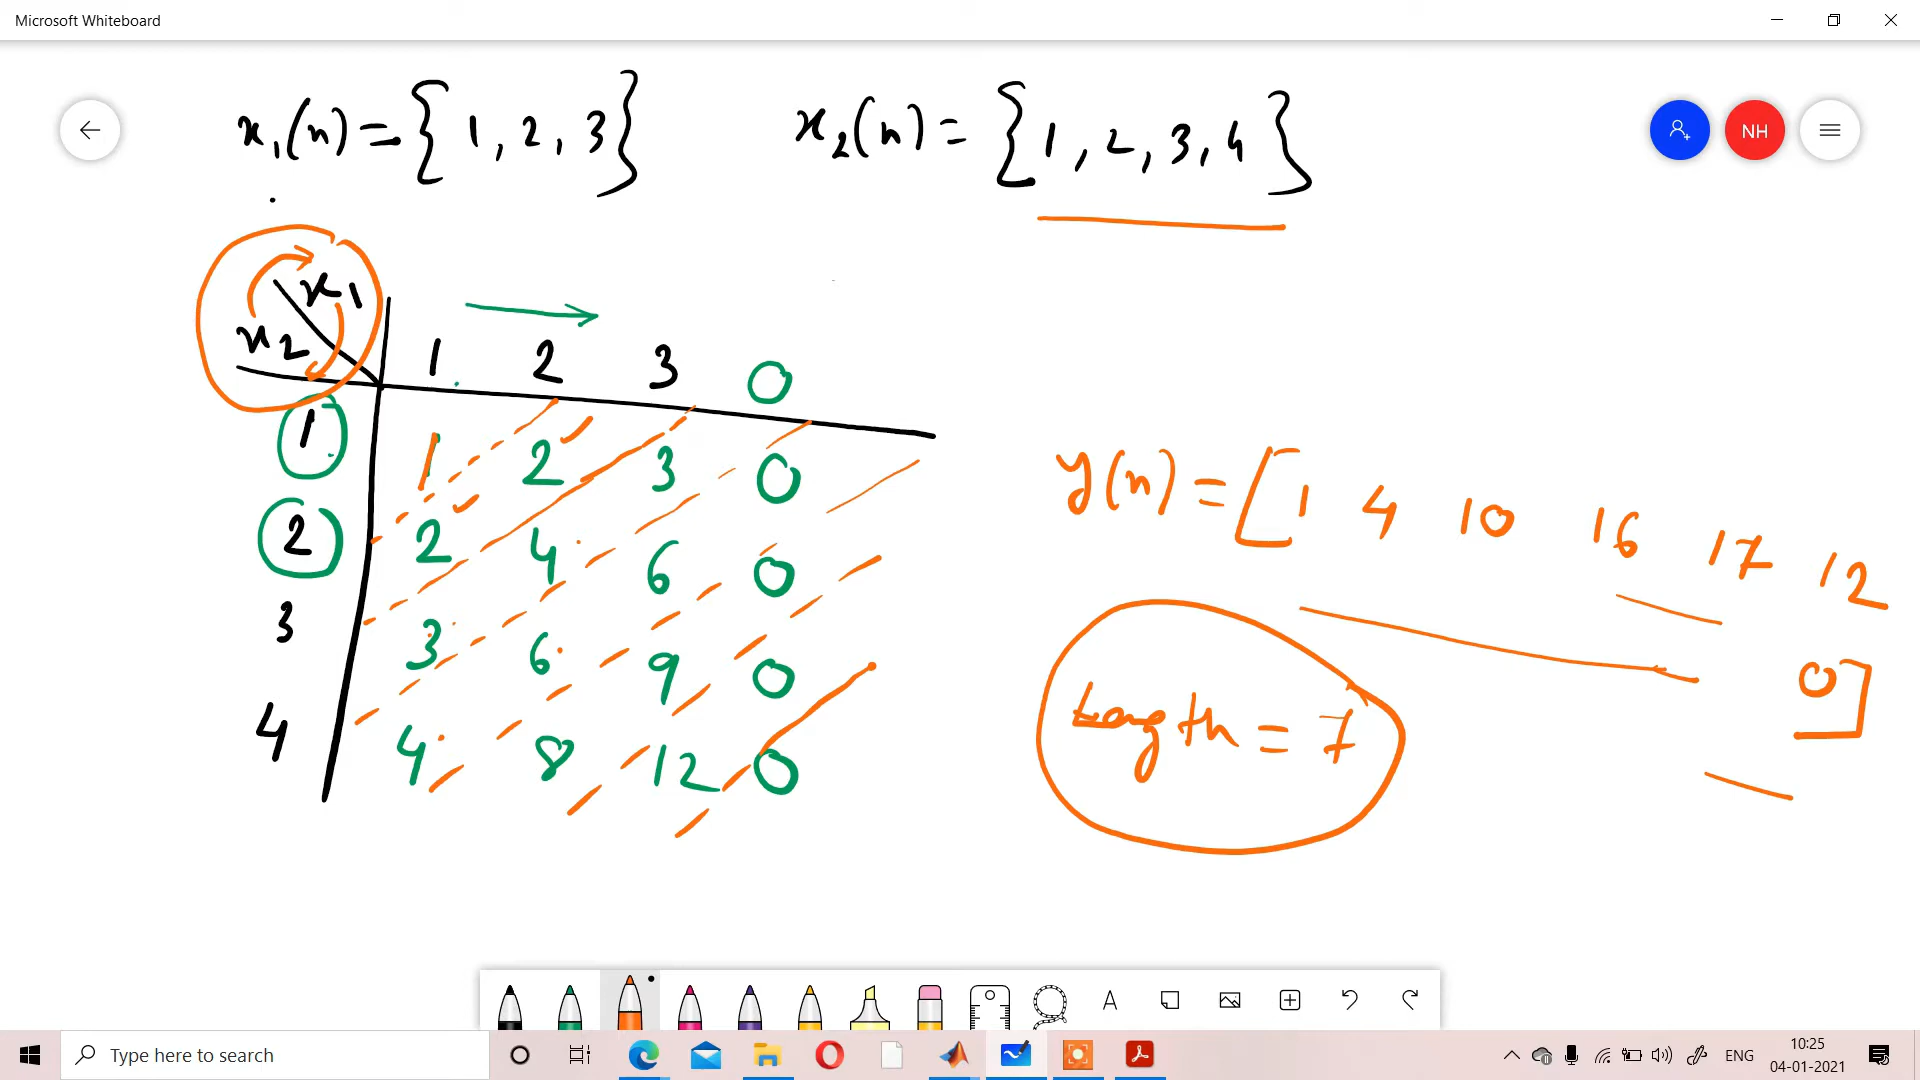 Microsoft Whiteboard
x₁(n) = { 1, 2, 3 } x₂(n) = { 1, 2, 3, 4 }
NH
x₁
x₂
1 2 3 0
1 1 2 3 0
2 2 4 6 0
3 3 6 9 0
4 4 8 12 0
y(n) = [ 1 4 10 16 17 12
0 ]
Length = 7
Type here to search
ENG
10:25
04-01-2021